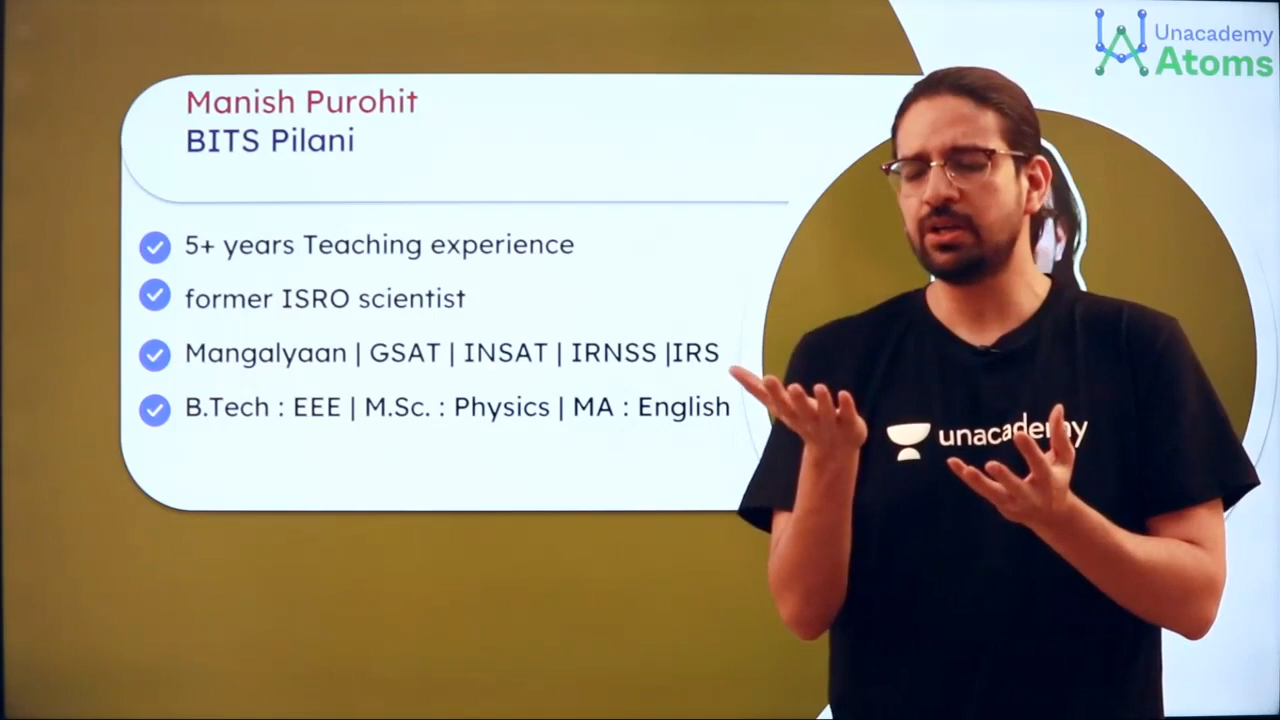 Unacademy
Atoms
Manish Purohit
BITS Pilani
5+ years Teaching experience
former ISRO scientist
Mangalyaan | GSAT | INSAT | IRNSS |IRS
B.Tech : EEE | M.Sc. : Physics | MA : English
unacademy